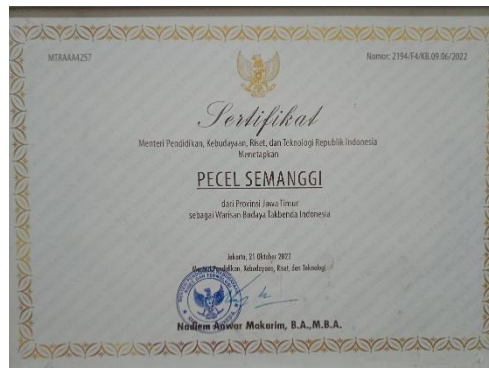 MTRAAA4257
Nomor: 2194/F4/KB.09.06/2022
Sertifikat
Menteri Pendidikan, Kebudayaan, Riset, dan Teknologi Republik Indonesia
Menetapkan
PECEL SEMANGGI
dari Provinsi Jawa Timur
sebagai Warisan Budaya Takbenda Indonesia
Jakarta, 21 Oktober 2022
Menteri Pendidikan, Kebudayaan, Riset, dan Teknologi
Nadiem Anwar Makarim, B.A.,M.B.A.